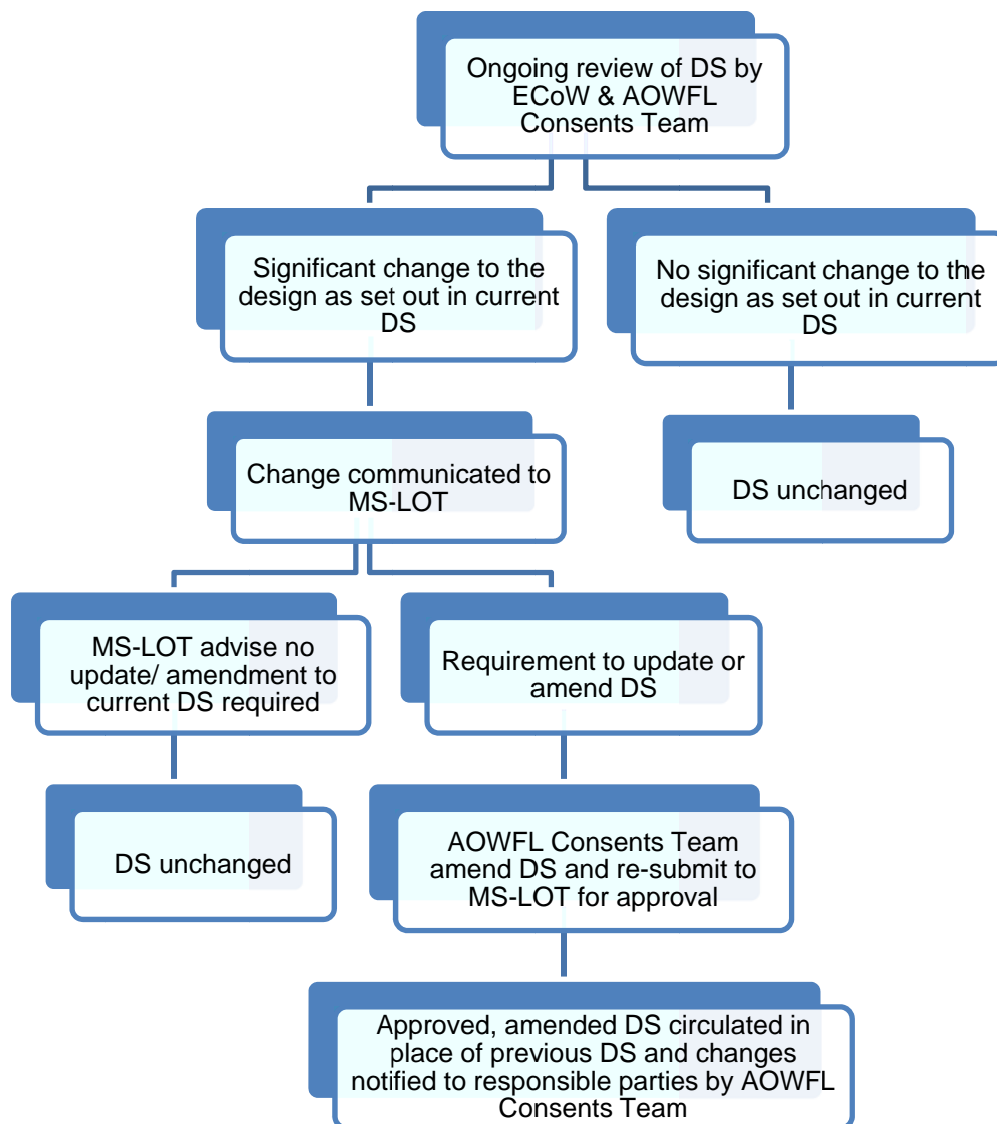 Ongoing review of DS by
ECoW & AOWFL
Consents Team
Significant change to the
design as set out in current
DS
No significant change to the
design as set out in current
DS
Change communicated to
MS-LOT
DS unchanged
MS-LOT advise no
update/ amendment to
current DS required
Requirement to update or
amend DS
DS unchanged
AOWFL Consents Team
amend DS and re-submit to
MS-LOT for approval
Approved, amended DS circulated in
place of previous DS and changes
notified to responsible parties by AOWFL
Consents Team